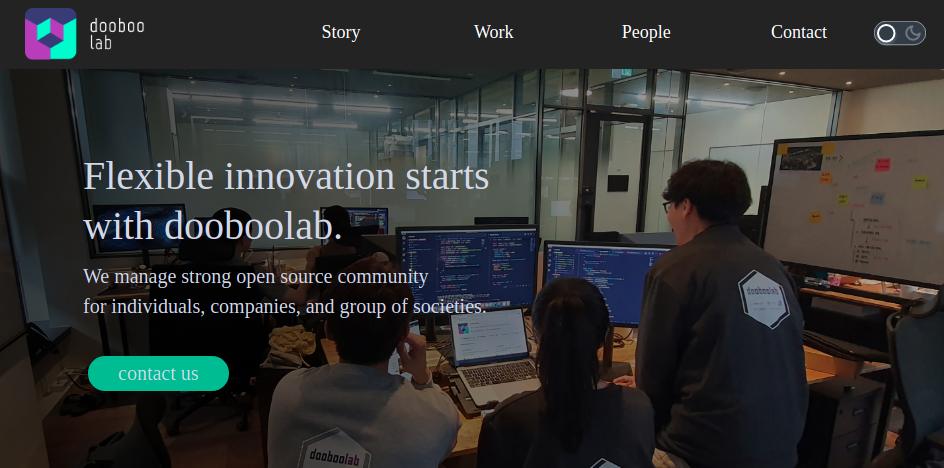 dooboo
lab
Story
Work
People
Contact
Flexible innovation starts
with dooboolab.
We manage strong open source community
for individuals, companies, and group of societies.
contact us
dooboolab
dooboolab